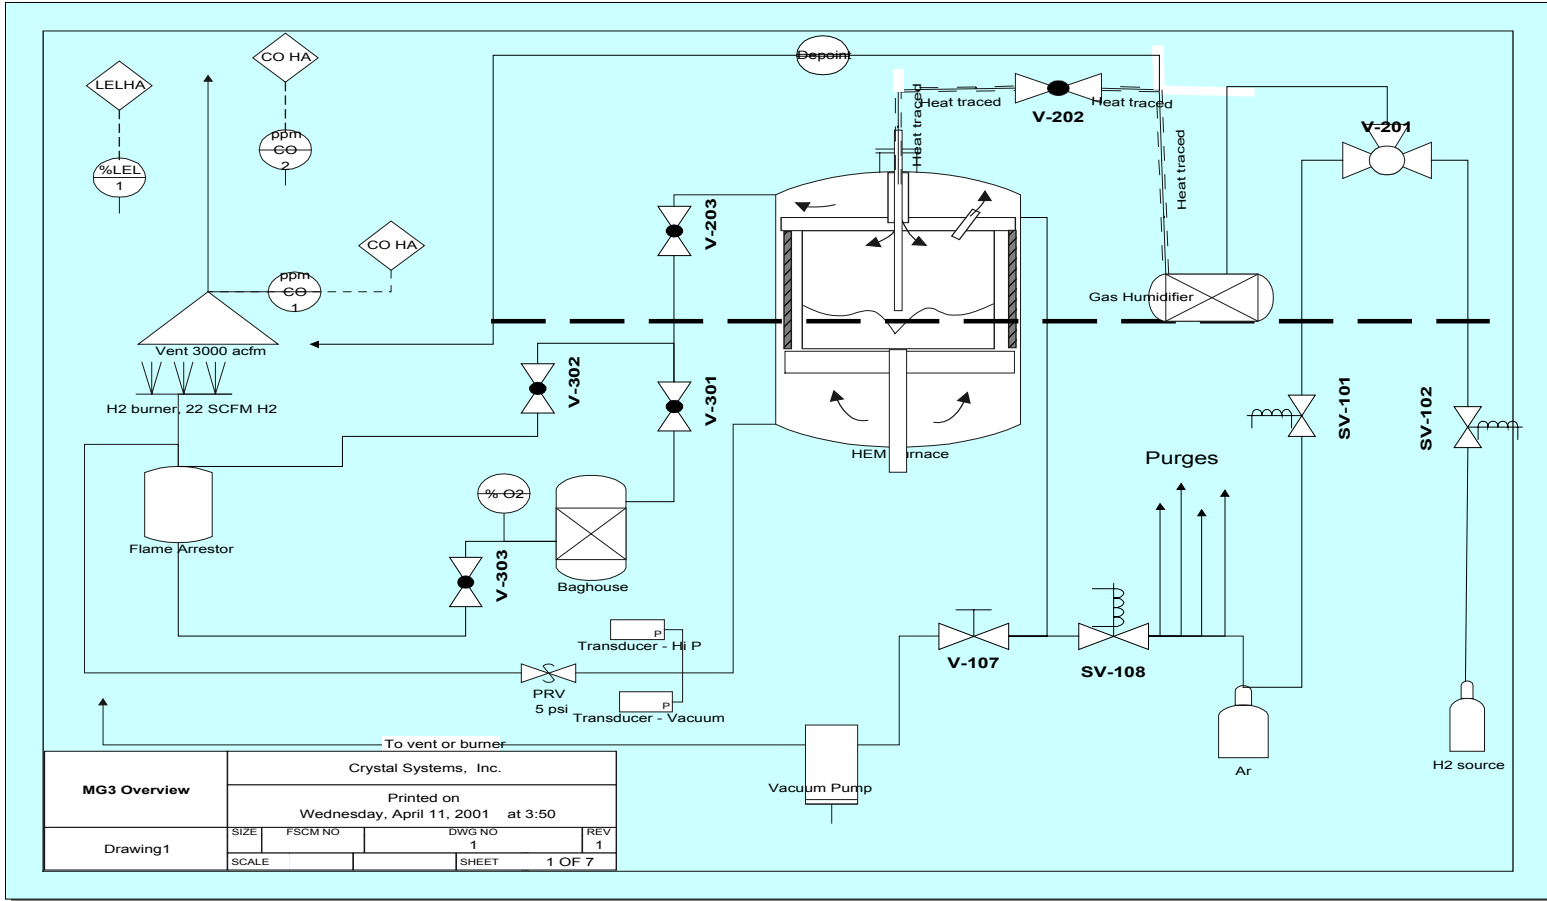 CO HA
Depoint
LELHA
Heat traced
Heat traced
V-202
Heat traced
V-201
ppm
CO
2
%LEL
1
Heat traced
V-203
CO HA
ppm
CO
1
Gas Humidifier
Vent 3000 acfm
V-302
V-301
SV-101
SV-102
H2 burner, 22 SCFM H2
HEM Furnace
Purges
% O2
Flame Arrestor
V-303
Baghouse
P
Transducer - Hi P
V-107
SV-108
PRV
5 psi
P
Transducer - Vacuum
To vent or burner
Ar
H2 source
Vacuum Pump
Crystal Systems, Inc.
MG3 Overview
Printed on
Wednesday, April 11, 2001 at 3:50
SIZE FSCM NO DWG NO REV
1 1
Drawing1
SCALE SHEET 1 OF 7